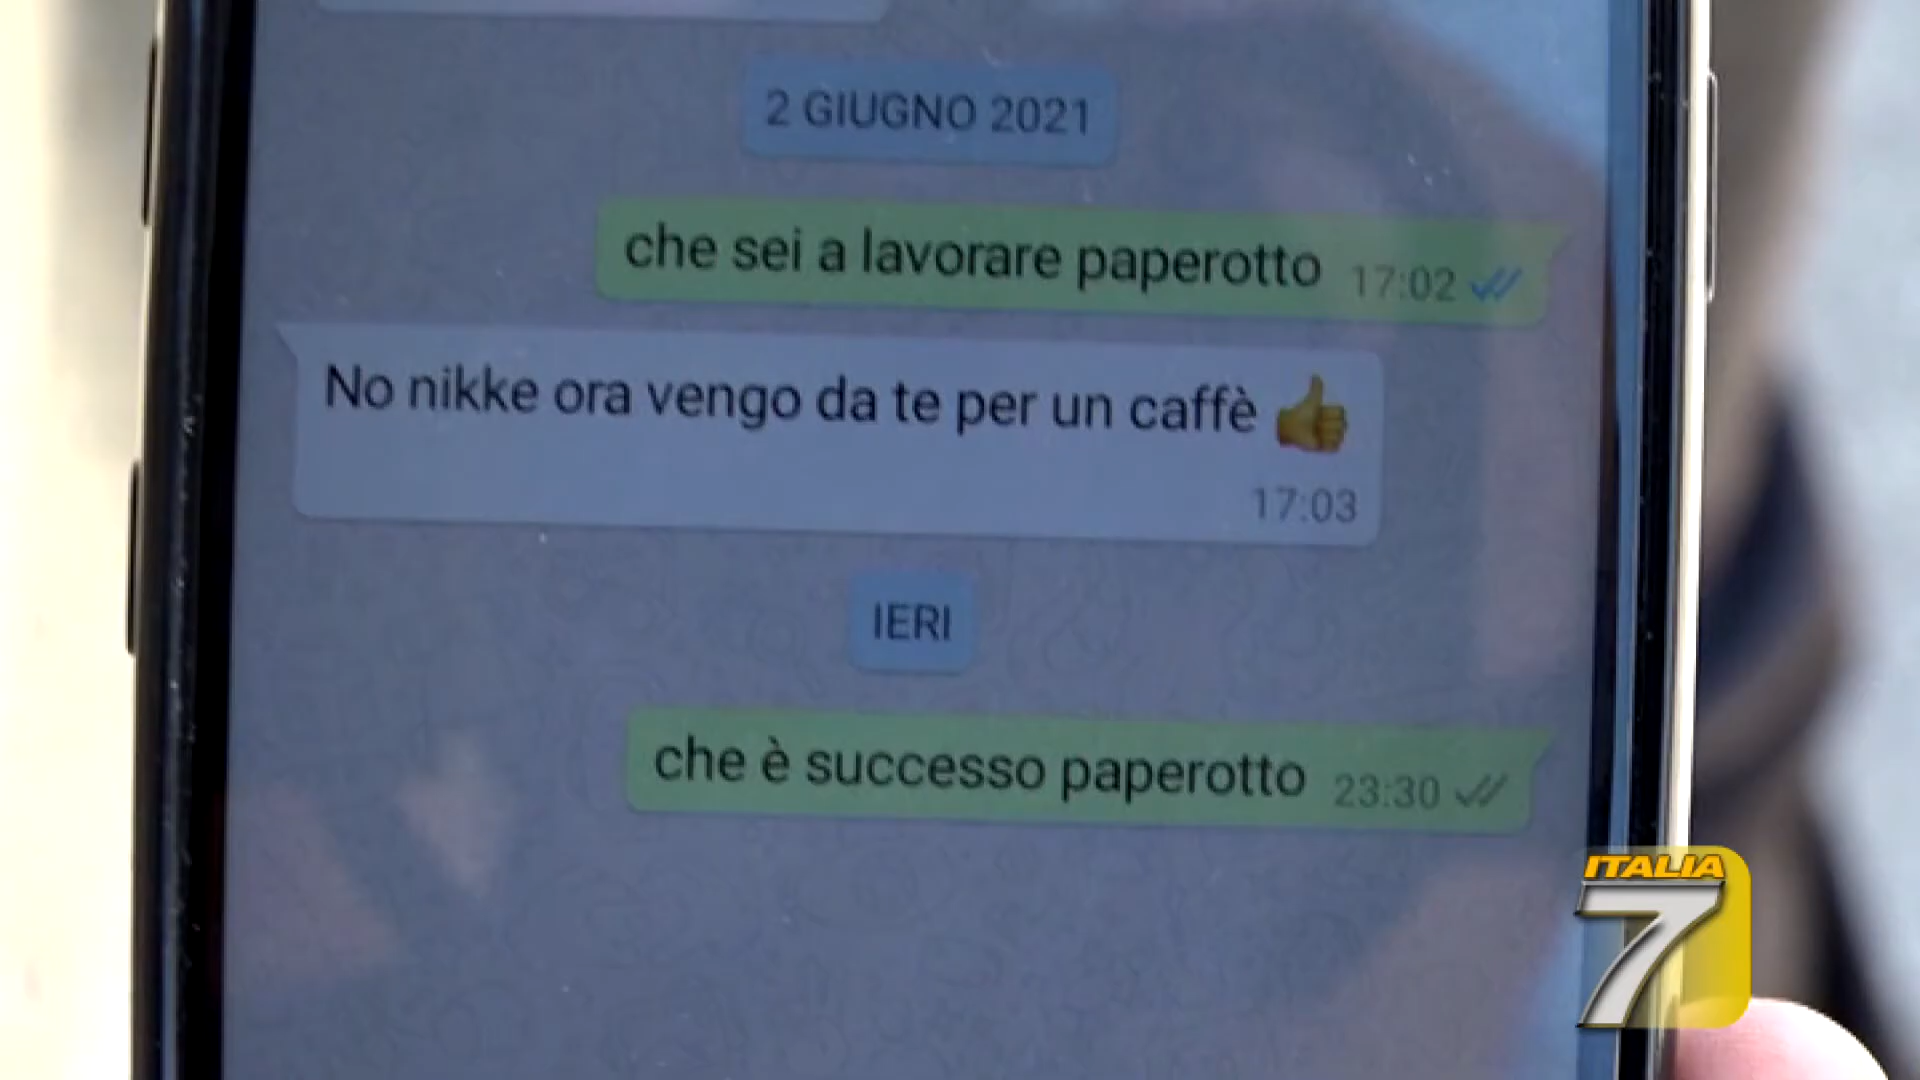 2 GIUGNO 2021
che sei a lavorare paperotto 17:02
No nikke ora vengo da te per un caffè 👍
17:03
IERI
che è successo paperotto 23:30
ITALIA
7